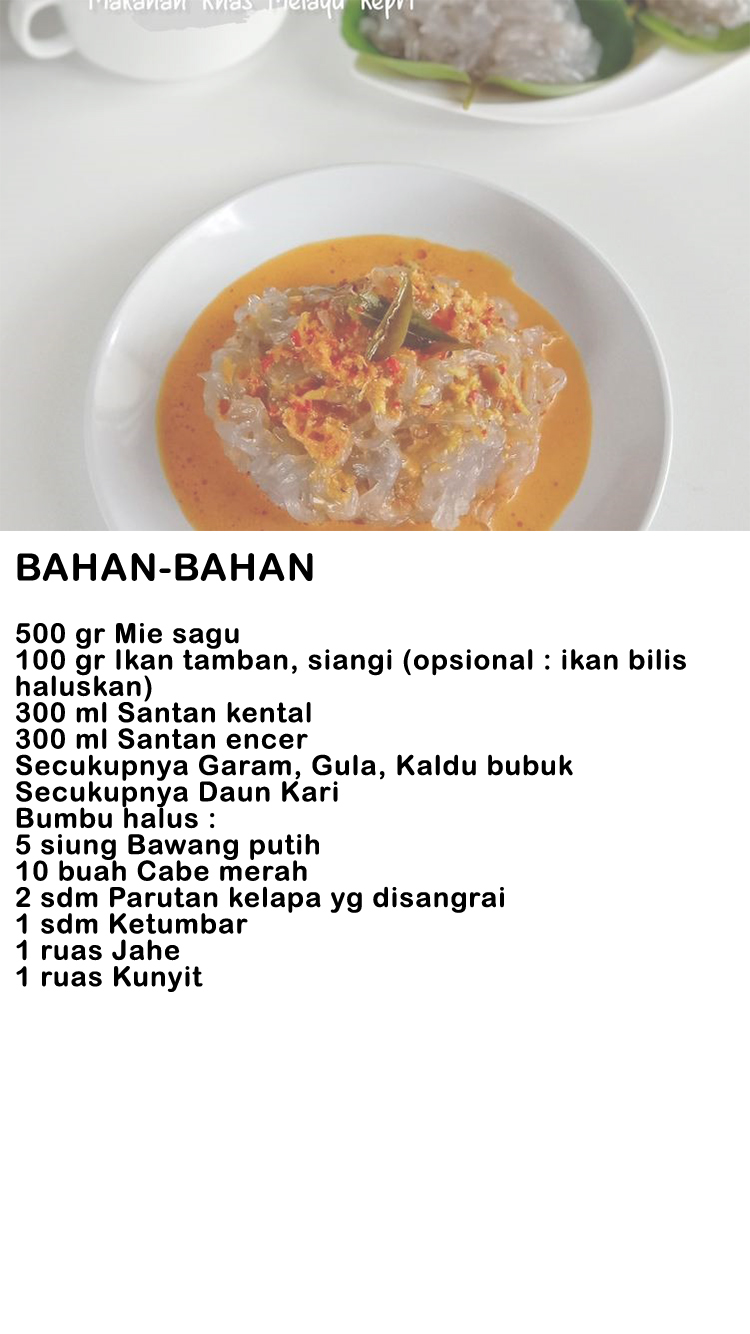 Makanan Khas Melayu Kepri
BAHAN-BAHAN
500 gr Mie sagu
100 gr Ikan tamban, siangi (opsional : ikan bilis
haluskan)
300 ml Santan kental
300 ml Santan encer
Secukupnya Garam, Gula, Kaldu bubuk
Secukupnya Daun Kari
Bumbu halus :
5 siung Bawang putih
10 buah Cabe merah
2 sdm Parutan kelapa yg disangrai
1 sdm Ketumbar
1 ruas Jahe
1 ruas Kunyit